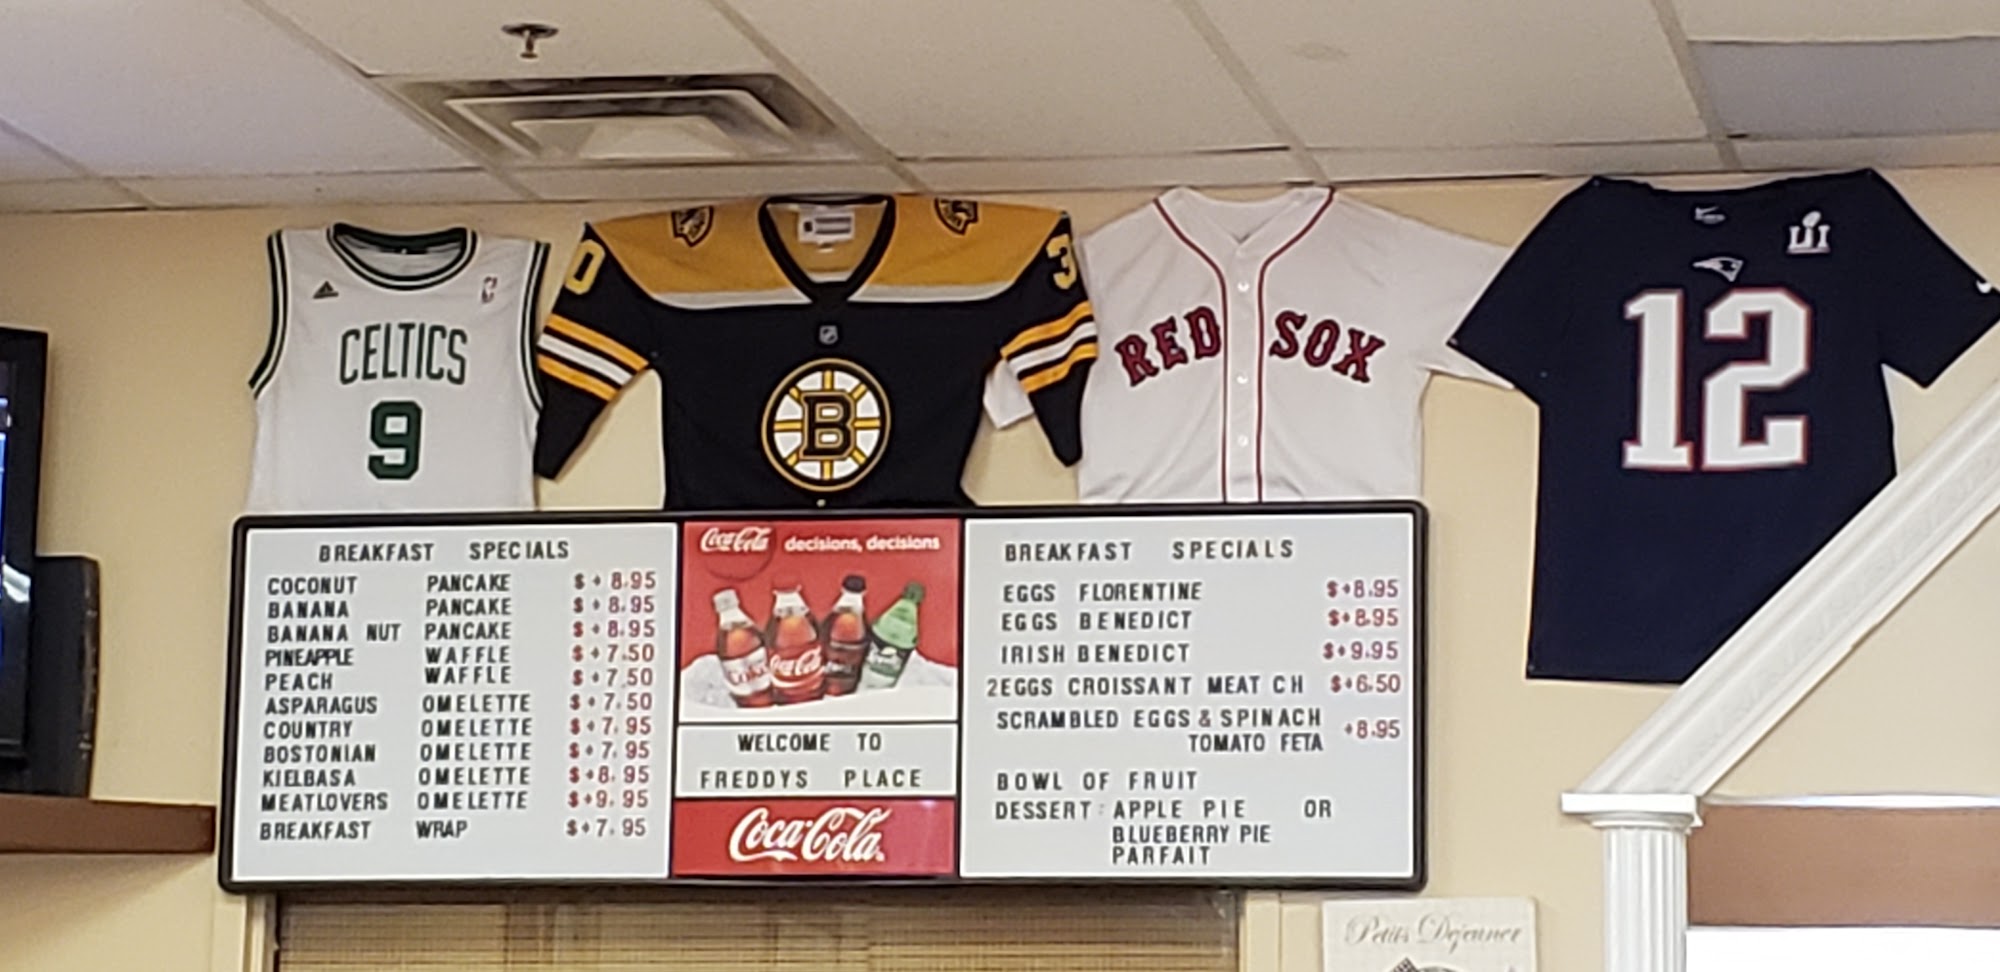 CELTICS
9
0
3
B
RED SOX
LI
12
BREAKFAST SPECIALS
COCONUT PANCAKE $+8.95
BANANA PANCAKE $+8.95
BANANA NUT PANCAKE $+8.95
PINEAPPLE WAFFLE $+7.50
PEACH WAFFLE $+7.50
ASPARAGUS OMELETTE $+7.50
COUNTRY OMELETTE $+7.95
BOSTONIAN OMELETTE $+7.95
KIELBASA OMELETTE $+8.95
MEATLOVERS OMELETTE $+9.95
BREAKFAST WRAP $+7.95
Coca-Cola decisions, decisions
Coca-Cola
WELCOME TO
FREDDYS PLACE
Coca-Cola
BREAKFAST SPECIALS
EGGS FLORENTINE $+8.95
EGGS BENEDICT $+8.95
IRISH BENEDICT $+9.95
2EGGS CROISSANT MEAT CH $+6.50
SCRAMBLED EGGS & SPINACH +8.95
TOMATO FETA
BOWL OF FRUIT
DESSERT: APPLE PIE OR
BLUEBERRY PIE
PARFAIT
Petits Dejeuner